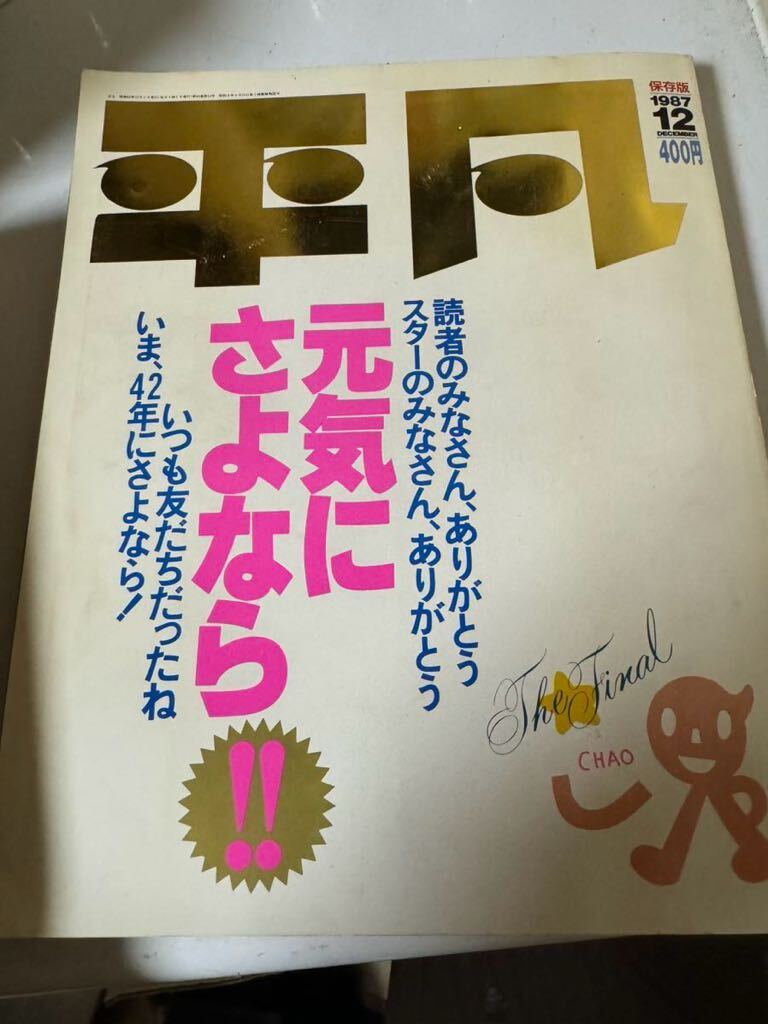 平凡
保存版
1987
12
DECEMBER
400円
読者のみなさん、ありがとう
スターのみなさん、ありがとう
元気に
さよなら
!!
いつも友だちだったね
いま、42年にさよなら!
The Final
CHAO